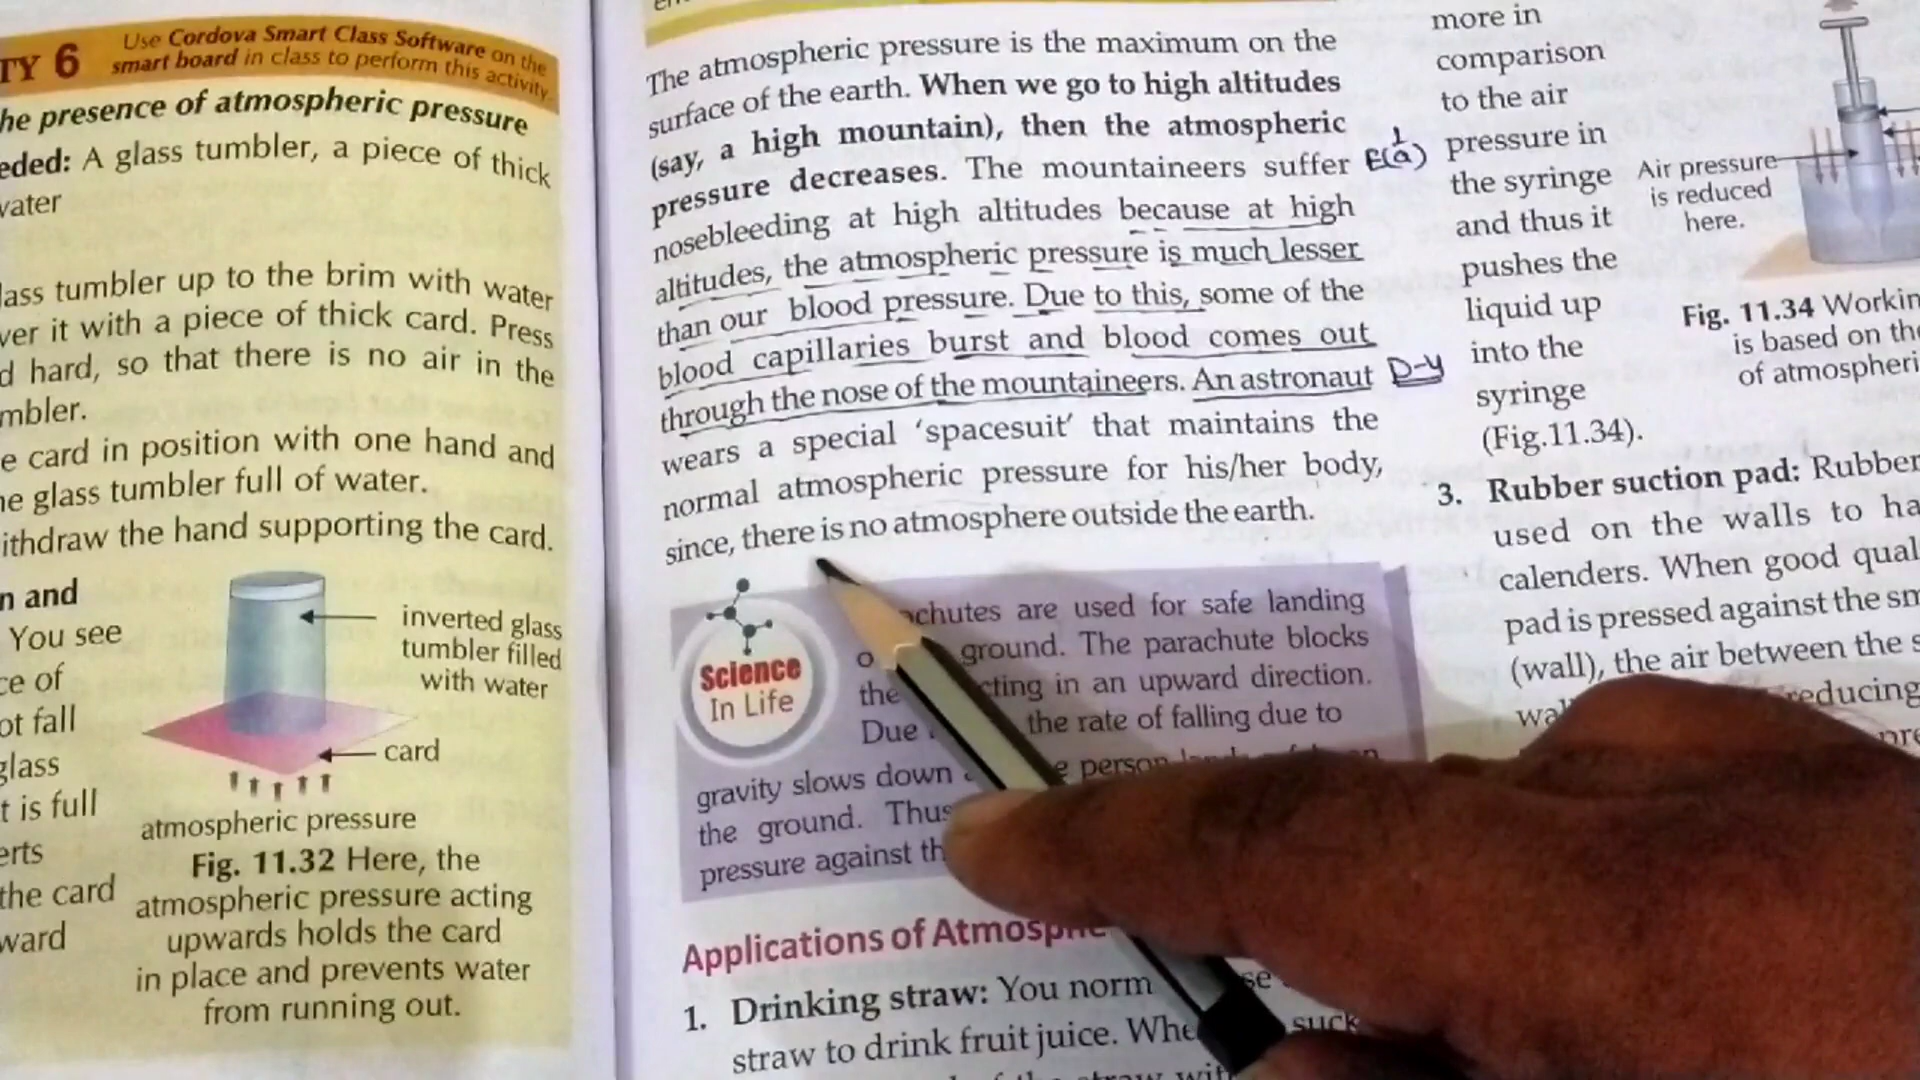 TY 6
Use Cordova Smart Class Software on the
smart board in class to perform this activity.
he presence of atmospheric pressure
eded: A glass tumbler, a piece of thick
vater
lass tumbler up to the brim with water
ver it with a piece of thick card. Press
d hard, so that there is no air in the
mbler.
e card in position with one hand and
ne glass tumbler full of water.
ithdraw the hand supporting the card.
n and
You see
ce of
ot fall
glass
t is full
erts
the card
ward
inverted glass
tumbler filled
with water
card
atmospheric pressure
Fig. 11.32 Here, the
atmospheric pressure acting
upwards holds the card
in place and prevents water
from running out.
The atmospheric pressure is the maximum on the
surface of the earth. When we go to high altitudes
(say, a high mountain), then the atmospheric
pressure decreases. The mountaineers suffer
nosebleeding at high altitudes because at high
altitudes, the atmospheric pressure is much lesser
than our blood pressure. Due to this, some of the
blood capillaries burst and blood comes out
through the nose of the mountaineers. An astronaut
wears a special ‘spacesuit’ that maintains the
normal atmospheric pressure for his/her body,
since, there is no atmosphere outside the earth.
E(a) 1
D-4
Science
In Life
achutes are used for safe landing
o ground. The parachute blocks
the cting in an upward direction.
Due the rate of falling due to
gravity slows down e person
the ground. Thus
pressure against th
Applications of Atmosphe
1. Drinking straw: You norm se
straw to drink fruit juice. Whe suck
more in
comparison
to the air
pressure in
the syringe
and thus it
pushes the
liquid up
into the
syringe
(Fig.11.34).
Air pressure
is reduced
here.
Fig. 11.34 Workin
is based on the
of atmospheri
3. Rubber suction pad: Rubber
used on the walls to ha
calenders. When good qual
pad is pressed against the sm
(wall), the air between the s
wal reducing
pre